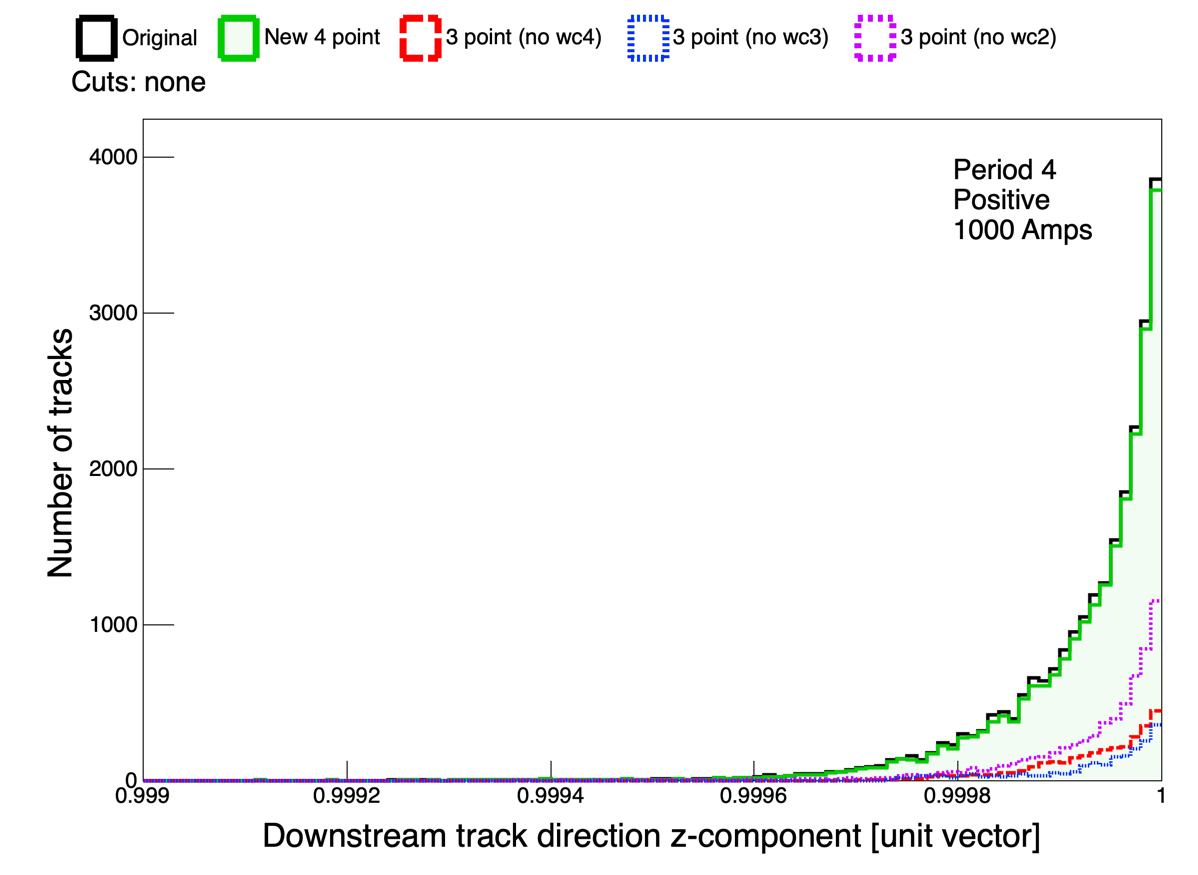 Original New 4 point 3 point (no wc4) 3 point (no wc3) 3 point (no wc2)
Cuts: none
Period 4
Positive
1000 Amps
Number of tracks
4000
3000
2000
1000
0
0.999 0.9992 0.9994 0.9996 0.9998 1
Downstream track direction z-component [unit vector]